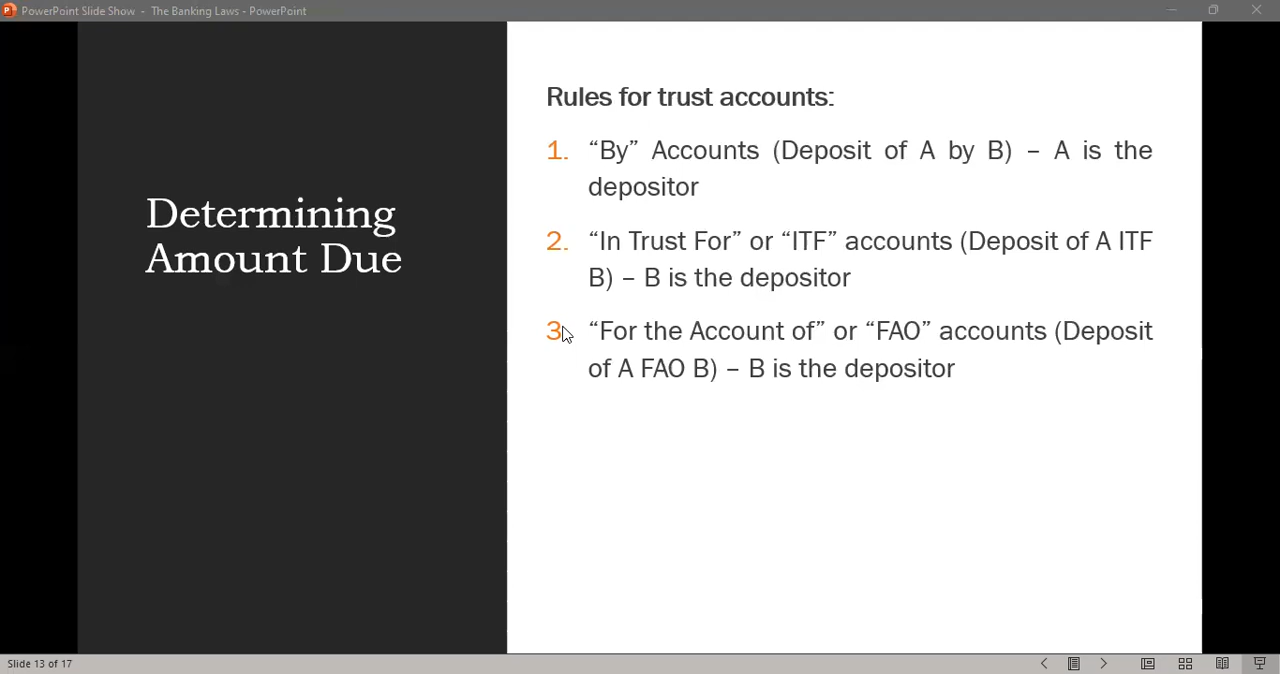 PowerPoint Slide Show - The Banking Laws - PowerPoint
Determining
Amount Due
Rules for trust accounts:
1. “By” Accounts (Deposit of A by B) – A is the
depositor
2. “In Trust For” or “ITF” accounts (Deposit of A ITF
B) – B is the depositor
3. “For the Account of” or “FAO” accounts (Deposit
of A FAO B) – B is the depositor
Slide 13 of 17